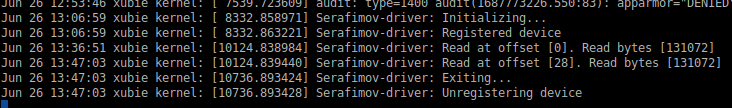 Jun 26 12:53:46 xubie kernel: [ 7539.723609] audit: type=1400 audit(1687773226.550:83): apparmor="DENIED"
Jun 26 13:06:59 xubie kernel: [ 8332.858971] Serafimov-driver: Initializing...
Jun 26 13:06:59 xubie kernel: [ 8332.863221] Serafimov-driver: Registered device
Jun 26 13:36:51 xubie kernel: [10124.838984] Serafimov-driver: Read at offset [0]. Read bytes [131072]
Jun 26 13:47:03 xubie kernel: [10124.839440] Serafimov-driver: Read at offset [28]. Read bytes [131072]
Jun 26 13:47:03 xubie kernel: [10736.893424] Serafimov-driver: Exiting...
Jun 26 13:47:03 xubie kernel: [10736.893428] Serafimov-driver: Unregistering device